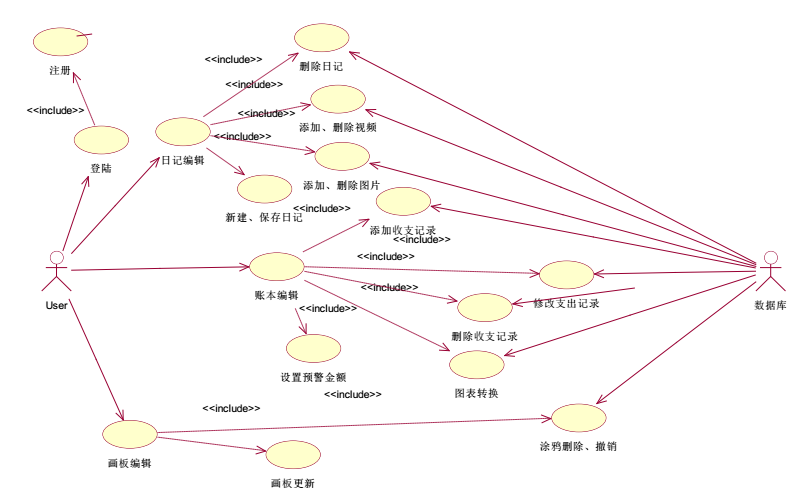 <<include>>
删除日记
注册
<<include>>
<<include>>
<<include>>
添加、删除视频
<<include>>
登陆
日记编辑
添加、删除图片
新建、保存日记
<<include>>
添加收支记录
<<include>>
<<include>>
账本编辑
<<include>>
User
修改支出记录
数据库
<<include>>
删除收支记录
设置预警金额
图表转换
<<include>>
<<include>>
涂鸦删除、撤销
画板编辑
画板更新